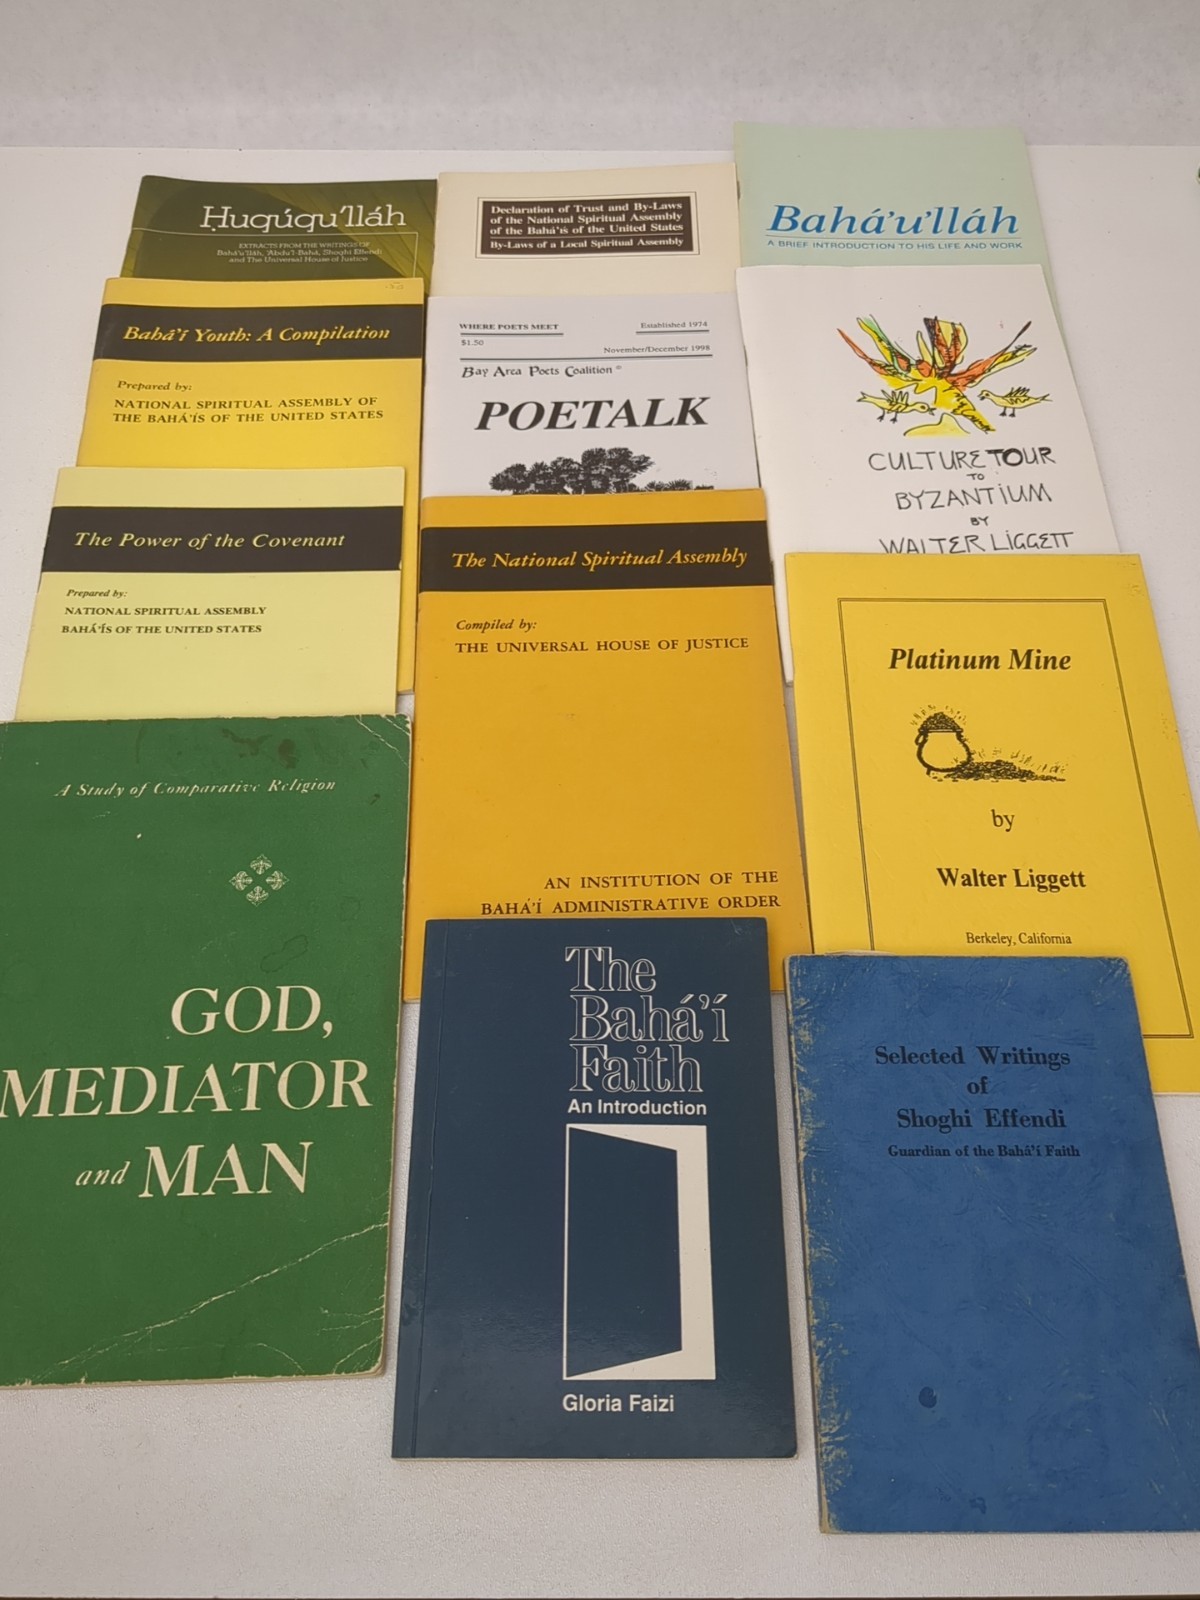 Ḥuqúqu'lláh
EXTRACTS FROM THE WRITINGS OF
Bahá'u'lláh, 'Abdu'l-Bahá, Shoghi Effendi
and The Universal House of Justice
Declaration of Trust and By-Laws
of the National Spiritual Assembly
of the Bahá'ís of the United States
By-Laws of a Local Spiritual Assembly
Bahá'u'lláh
A BRIEF INTRODUCTION TO HIS LIFE AND WORK
Bahá'í Youth: A Compilation
Prepared by:
NATIONAL SPIRITUAL ASSEMBLY OF
THE BAHÁ'ÍS OF THE UNITED STATES
WHERE POETS MEET
Established 1974
$1.50
November/December 1998
Bay Area Poets Coalition®
POETALK
CULTURE TOUR
TO
BYZANTIUM
BY
WALTER LIGGETT
The Power of the Covenant
Prepared by:
NATIONAL SPIRITUAL ASSEMBLY
BAHÁ'ÍS OF THE UNITED STATES
The National Spiritual Assembly
Compiled by:
THE UNIVERSAL HOUSE OF JUSTICE
AN INSTITUTION OF THE
BAHÁ'Í ADMINISTRATIVE ORDER
Platinum Mine
by
Walter Liggett
Berkeley, California
A Study of Comparative Religion
GOD,
MEDIATOR
and MAN
The
Bahá'í
Faith
An Introduction
Gloria Faizi
Selected Writings
of
Shoghi Effendi
Guardian of the Bahá'í Faith